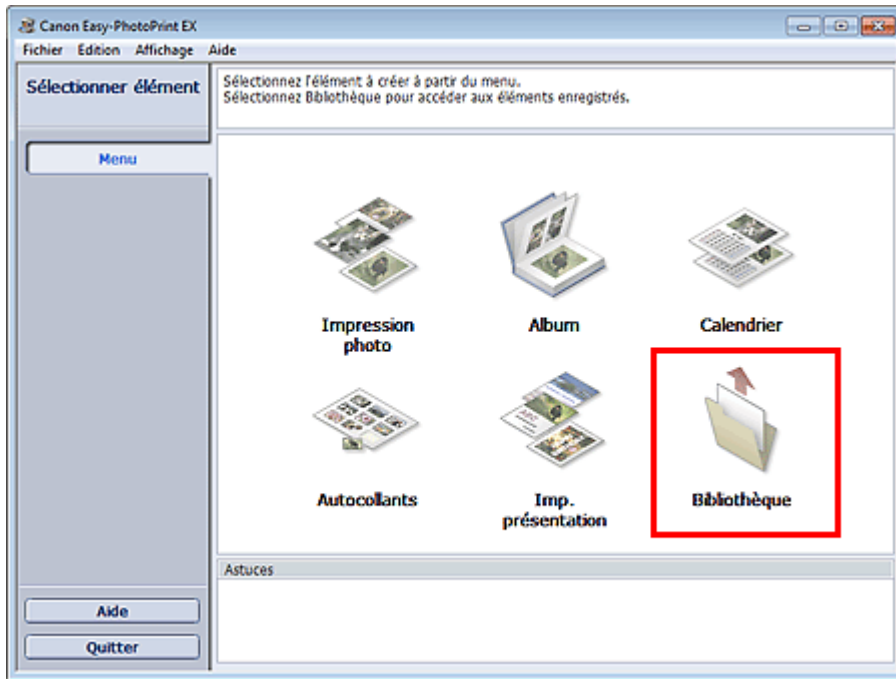 Canon Easy-PhotoPrint EX
Fichier Edition Affichage Aide
Sélectionner élément
Sélectionnez l'élément à créer à partir du menu.
Sélectionnez Bibliothèque pour accéder aux éléments enregistrés.
Menu
Impression
photo
Album
Calendrier
Autocollants
Imp.
présentation
Bibliothèque
Astuces
Aide
Quitter